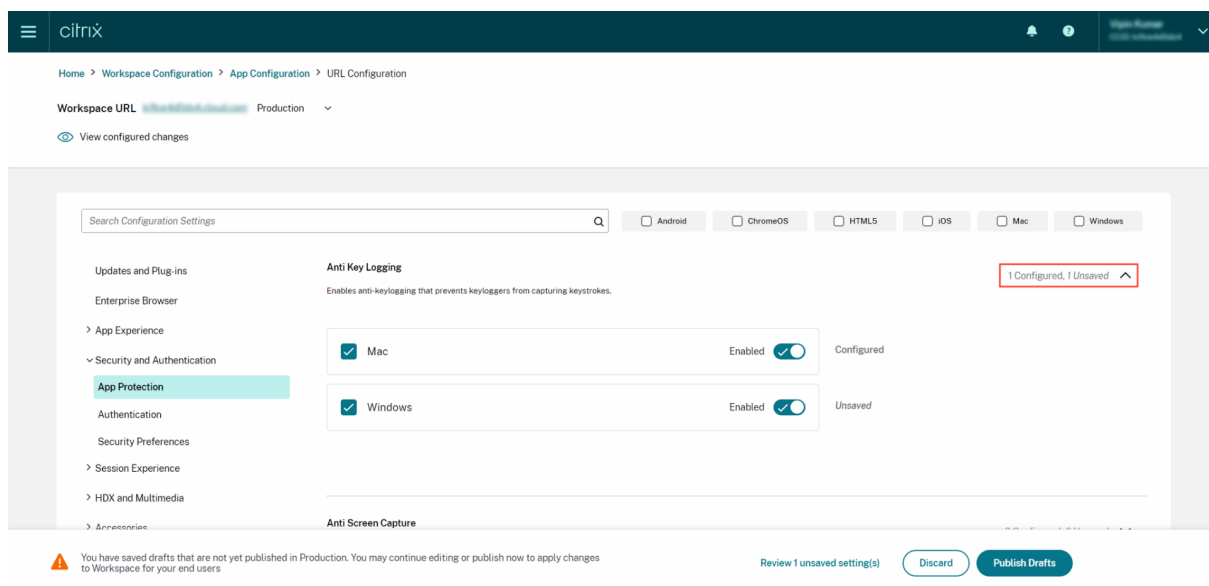 citrix
Home > Workspace Configuration > App Configuration > URL Configuration
Workspace URL Production
View configured changes
Search Configuration Settings
Android ChromeOS HTML5 iOS Mac Windows
Updates and Plug-ins
Enterprise Browser
App Experience
Security and Authentication
App Protection
Authentication
Security Preferences
Session Experience
HDX and Multimedia
Accessories
Anti Key Logging
1 Configured, 1 Unsaved
Enables anti-keylogging that prevents keyloggers from capturing keystrokes.
Mac Enabled Configured
Windows Enabled Unsaved
Anti Screen Capture
You have saved drafts that are not yet published in Production. You may continue editing or publish now to apply changes
to Workspace for your end users
Review 1 unsaved setting(s) Discard Publish Drafts